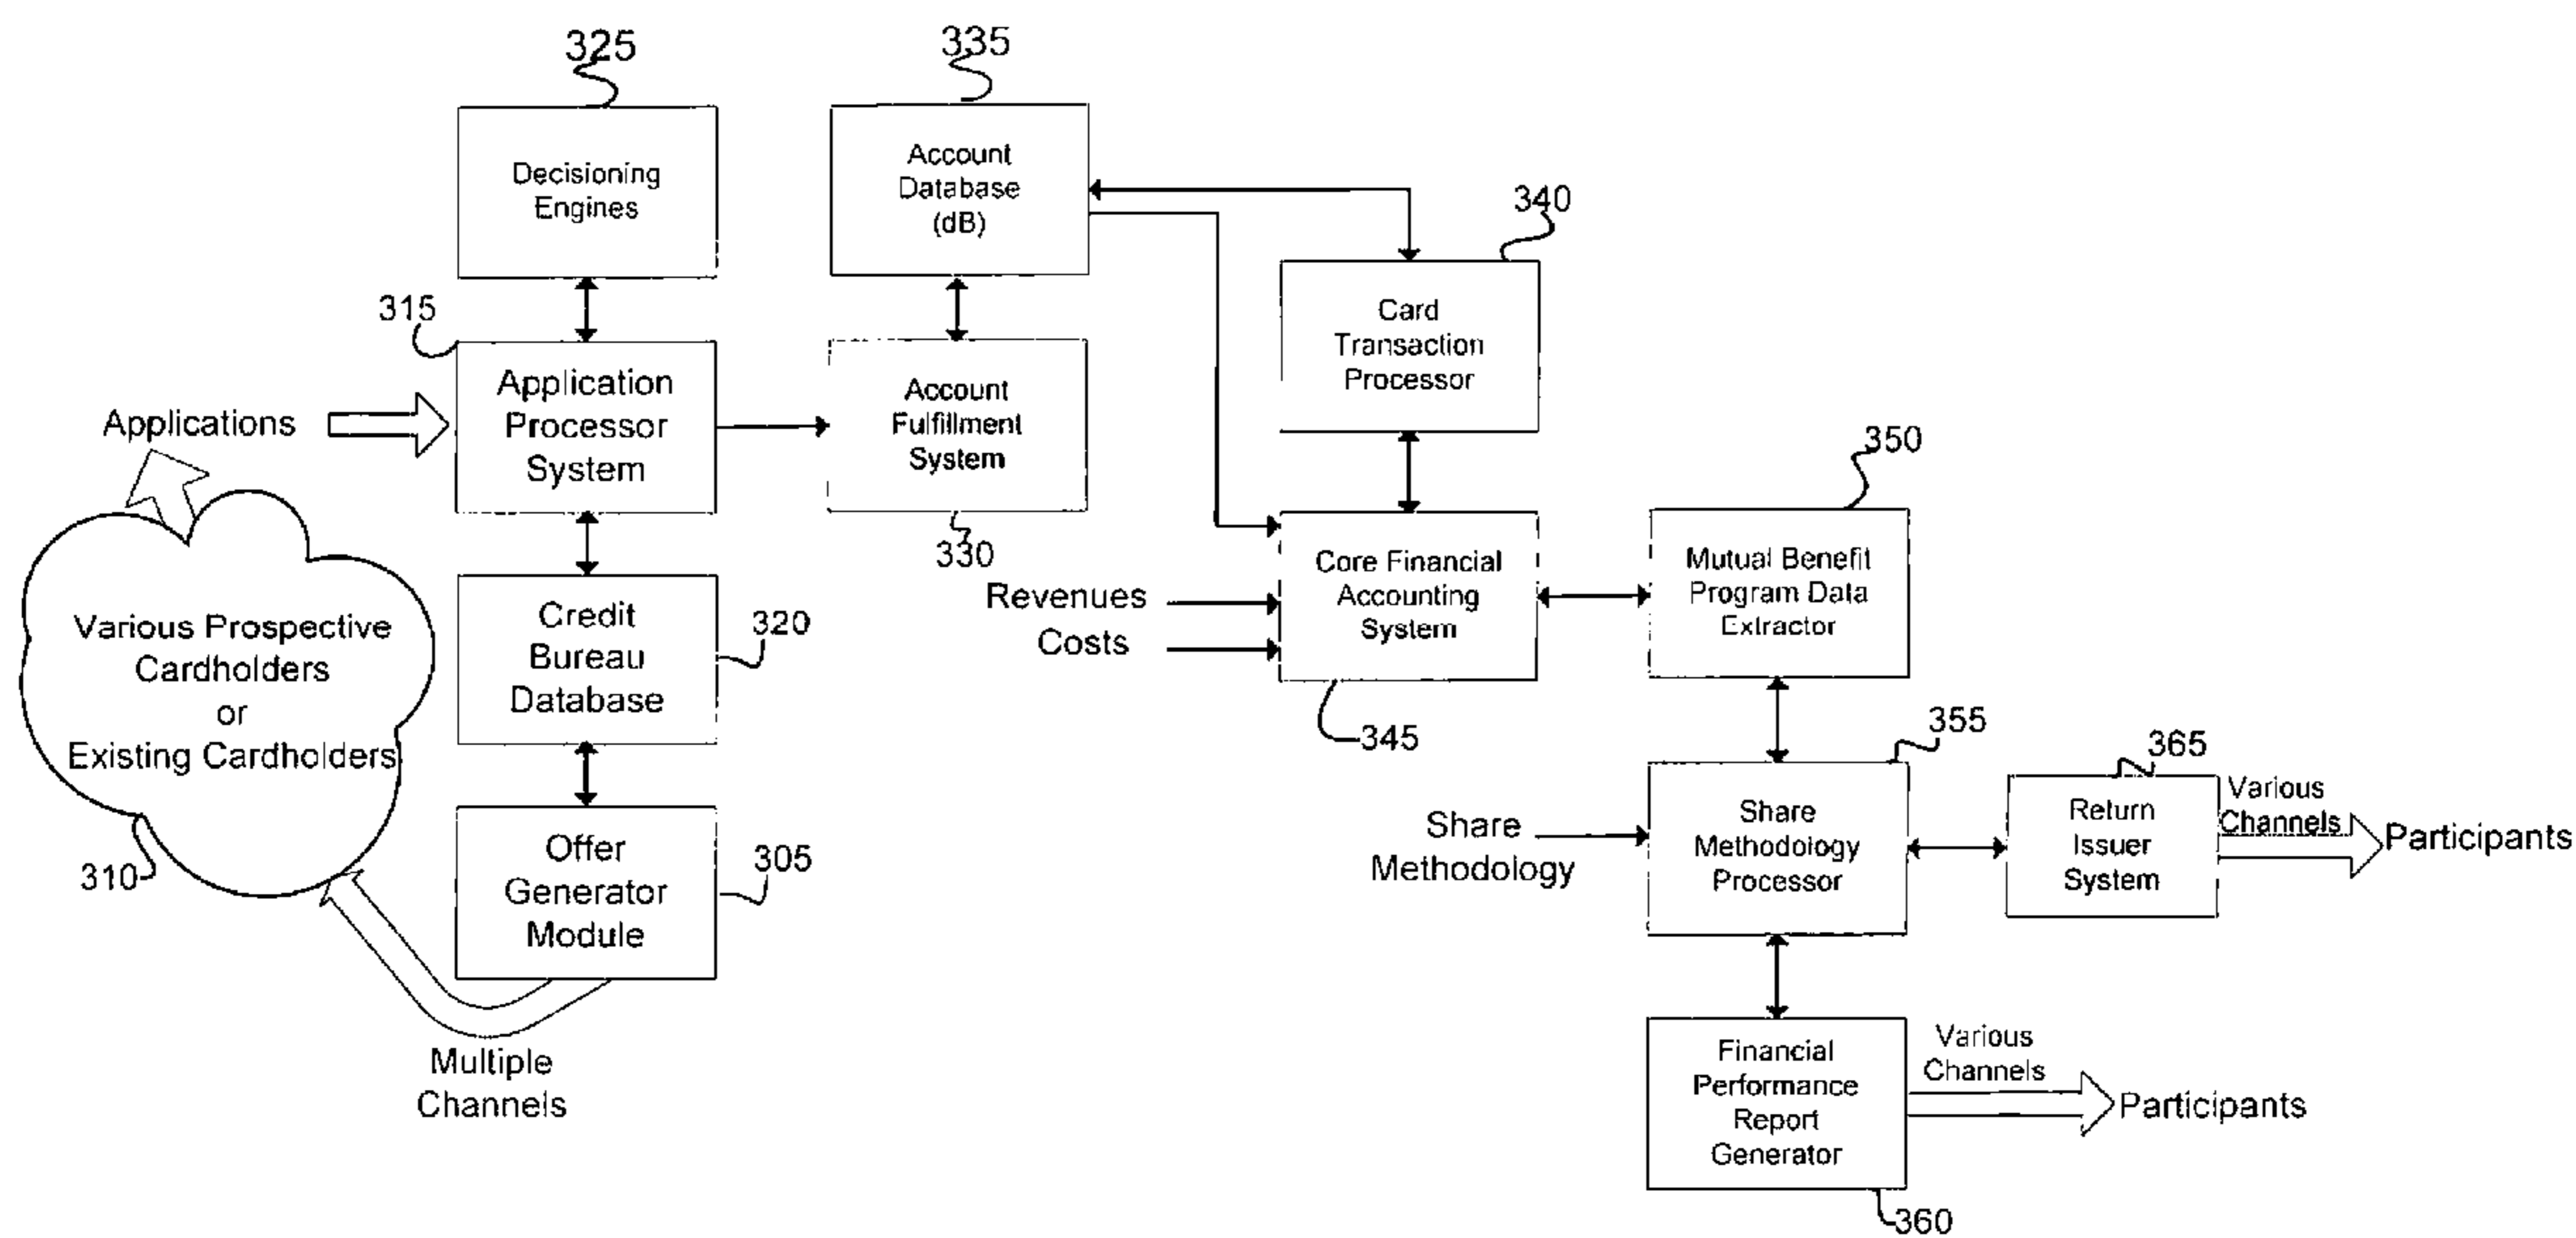 325
Decisioning
Engines
335
Account
Database
(dB)
340
Card
Transaction
Processor
315
Applications
Application
Processor
System
Account
Fulfillment
System
330
350
Mutual Benefit
Program Data
Extractor
Core Financial
Accounting
System
345
Revenues
Costs
Various Prospective
Cardholders
or
Existing Cardholders
310
Credit
Bureau
Database
320
Offer
Generator
Module
305
Multiple
Channels
355
Share
Methodology
Share
Methodology
Processor
365
Return
Issuer
System
Various
Channels
Participants
Financial
Performance
Report
Generator
360
Various
Channels
Participants